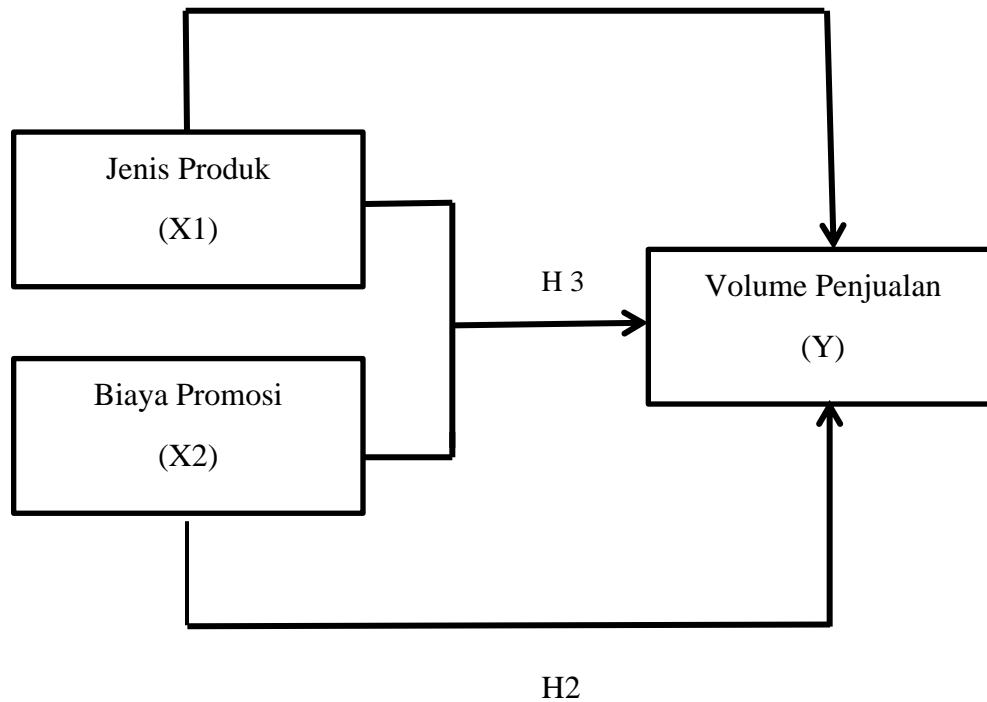 Jenis Produk
(X1)
H 3
Volume Penjualan
(Y)
Biaya Promosi
(X2)
H2